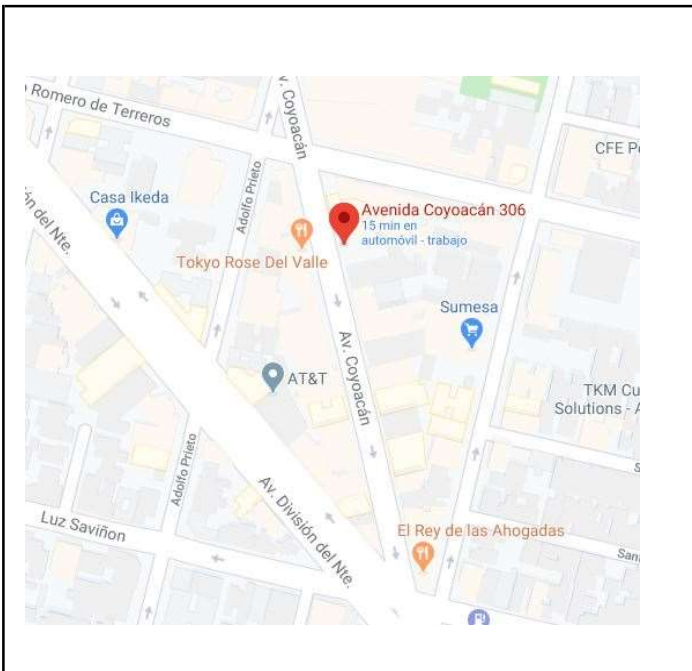 Romero de Terreros
v. Coyoacán
CFE P
Casa Ikeda
Adolfo Prieto
Avenida Coyoacán 306
15 min en
automóvil - trabajo
ón del Nte.
Tokyo Rose Del Valle
Sumesa
Av. Coyoacán
AT&T
TKM Cu
Solutions - A
Adolfo Prieto
Av. División del Nte.
Luz Saviñon
El Rey de las Ahogadas
San